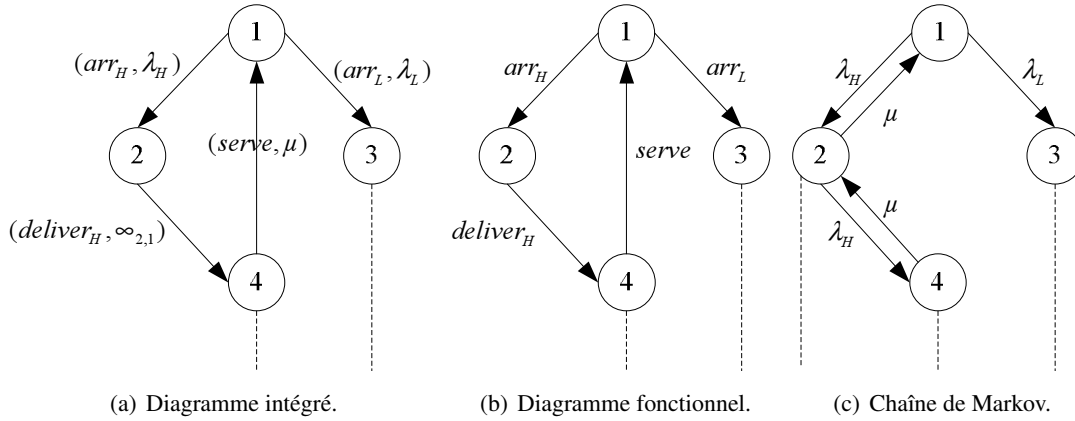 1
(arr_H, λ_H)
(arr_L, λ_L)
2
(serve, μ)
3
(deliver_H, ∞_{2,1})
4
(a) Diagramme intégré.
1
arr_H
arr_L
2
serve
3
deliver_H
4
(b) Diagramme fonctionnel.
1
λ_H
λ_L
μ
2
3
μ
λ_H
4
(c) Chaîne de Markov.